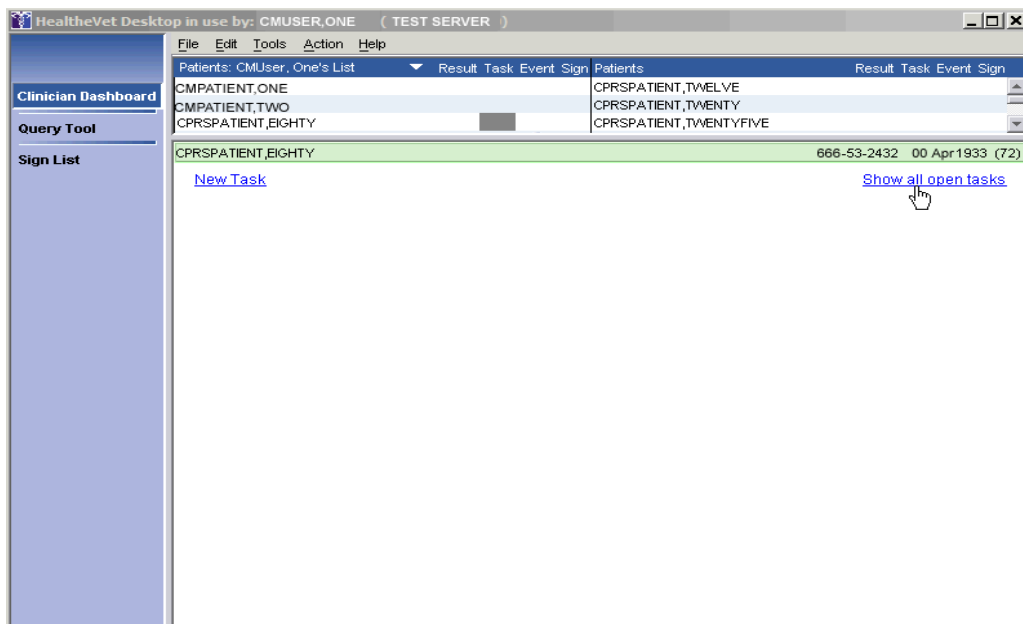 HealtheVet Desktop in use by: CMUSER,ONE ( TEST SERVER )
File Edit Tools Action Help
Clinician Dashboard
Query Tool
Sign List
Patients: CMUser, One's List Result Task Event Sign Patients Result Task Event Sign
CMPATIENT,ONE CPRSPATIENT,TWELVE
CMPATIENT,TWO CPRSPATIENT,TWENTY
CPRSPATIENT,EIGHTY CPRSPATIENT,TWENTYFIVE
CPRSPATIENT,EIGHTY 666-53-2432 00 Apr1933 (72)
New Task Show all open tasks